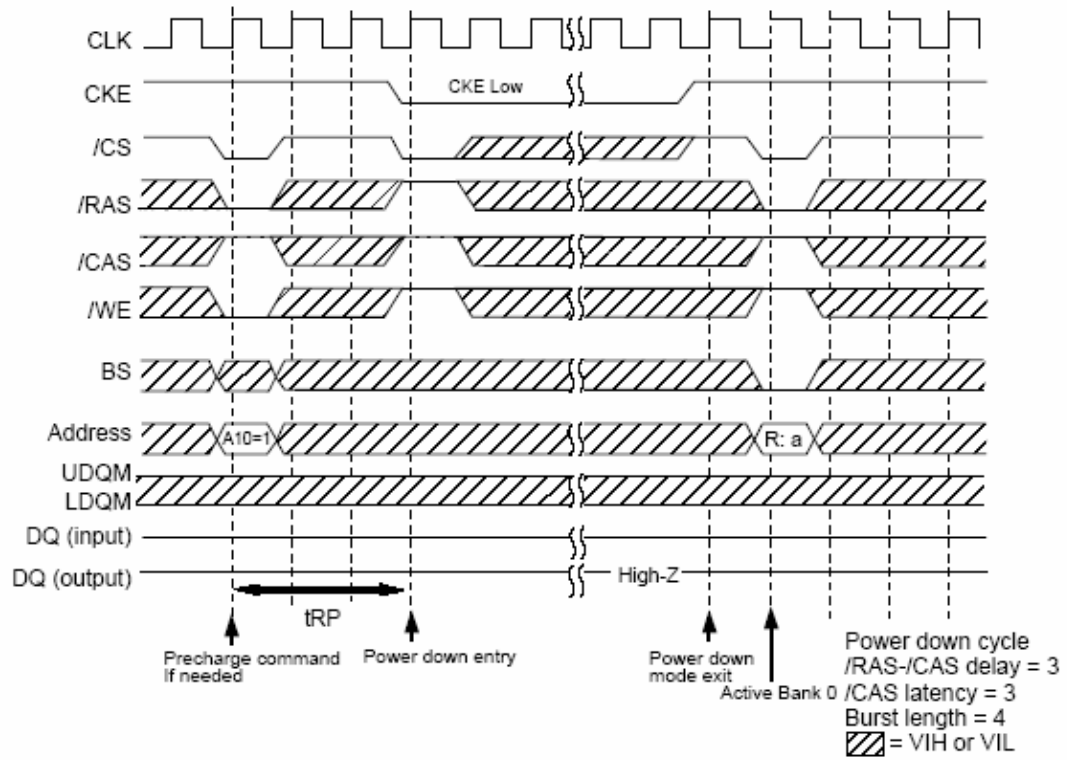 CLK
CKE
CKE Low
/CS
/RAS
/CAS
/WE
BS
Address
A10=1
R: a
UDQM
LDQM
DQ (input)
DQ (output)
High-Z
tRP
Precharge command
If needed
Power down entry
Power down
mode exit
Active Bank 0
Power down cycle
/RAS-/CAS delay = 3
/CAS latency = 3
Burst length = 4
= VIH or VIL